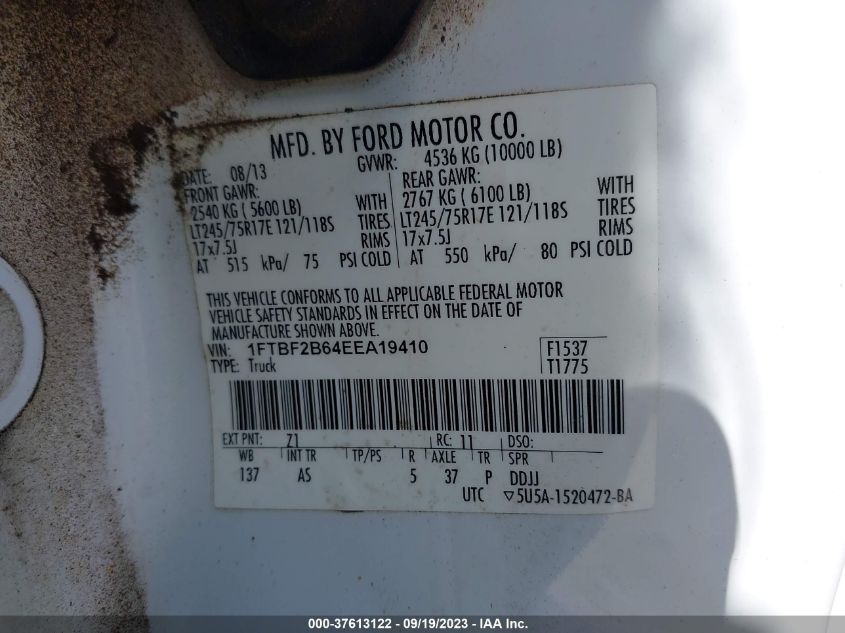 MFD. BY FORD MOTOR CO.
DATE: 08/13 GVWR: 4536 KG (10000 LB)
FRONT GAWR: REAR GAWR:
2540 KG ( 5600 LB) WITH 2767 KG ( 6100 LB) WITH
LT245/75R17E 121/118S TIRES LT245/75R17E 121/118S TIRES
17x7.5J RIMS 17x7.5J RIMS
AT 515 kPa/ 75 PSI COLD AT 550 kPa/ 80 PSI COLD
THIS VEHICLE CONFORMS TO ALL APPLICABLE FEDERAL MOTOR
VEHICLE SAFETY STANDARDS IN EFFECT ON THE DATE OF
MANUFACTURE SHOWN ABOVE.
VIN: 1FTBF2B64EEA19410 F1537
TYPE: Truck T1775
EXT PNT: Z1 RC: 11 DSO:
WB INT TR TP/PS R AXLE TR SPR
137 AS 5 37 P DDJJ
UTC ▽5U5A-1520472-BA
000-37613122 - 09/19/2023 - IAA Inc.